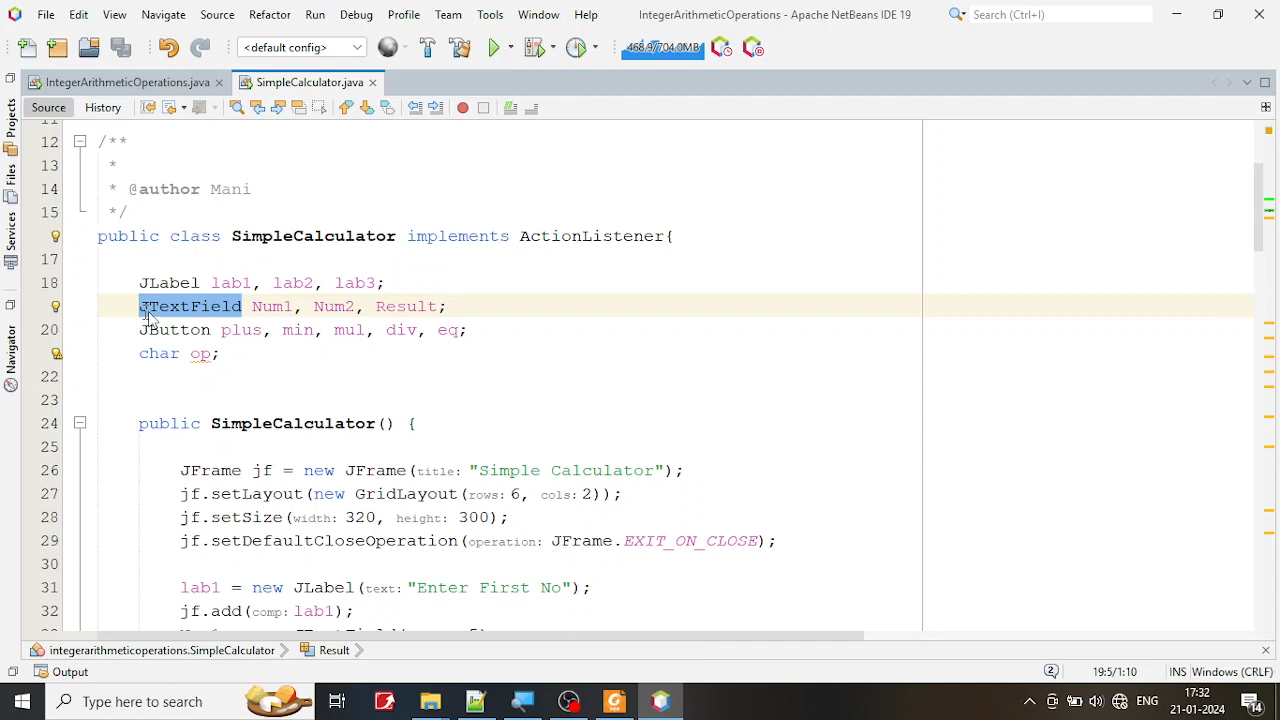 File Edit View Navigate Source Refactor Run Debug Profile Team Tools Window Help IntegerArithmeticOperations - Apache NetBeans IDE 19 Search (Ctrl+I)
<default config> 468.9/704.0MB
IntegerArithmeticOperations.java SimpleCalculator.java
Source History
Projects
Files
Services
Navigator
12 /**
13 *
14 * @author Mani
15 */
public class SimpleCalculator implements ActionListener{
17
18 JLabel lab1, lab2, lab3;
JTextField Num1, Num2, Result;
20 JButton plus, min, mul, div, eq;
char op;
22
23
24 public SimpleCalculator() {
25
26 JFrame jf = new JFrame(title: "Simple Calculator");
27 jf.setLayout(new GridLayout(rows: 6, cols: 2));
28 jf.setSize(width: 320, height: 300);
29 jf.setDefaultCloseOperation(operation: JFrame.EXIT_ON_CLOSE);
30
31 lab1 = new JLabel(text: "Enter First No");
32 jf.add(comp: lab1);
integerarithmeticoperations.SimpleCalculator Result
Output 2 19:5/1:10 INS Windows (CRLF)
Type here to search ENG 17:32 21-01-2024 14